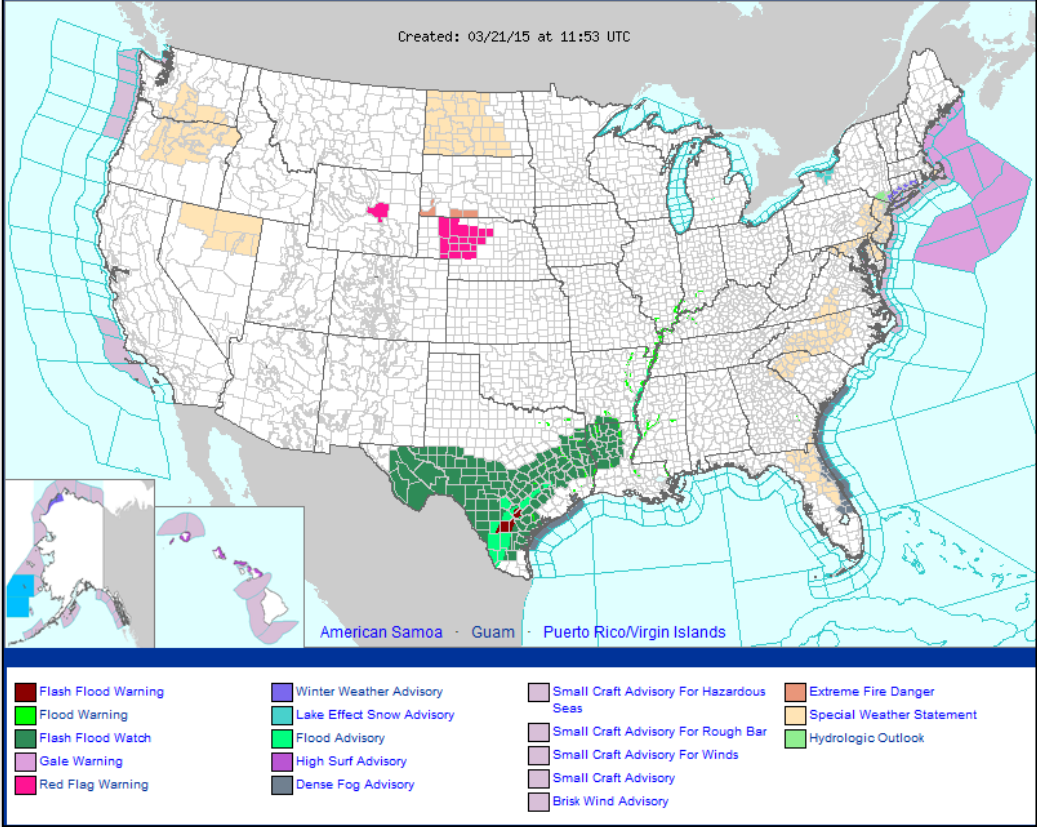 Created: 03/21/15 at 11:53 UTC
American Samoa · Guam · Puerto Rico/Virgin Islands
Flash Flood Warning
Flood Warning
Flash Flood Watch
Gale Warning
Red Flag Warning
Winter Weather Advisory
Lake Effect Snow Advisory
Flood Advisory
High Surf Advisory
Dense Fog Advisory
Small Craft Advisory For Hazardous
Seas
Small Craft Advisory For Rough Bar
Small Craft Advisory For Winds
Small Craft Advisory
Brisk Wind Advisory
Extreme Fire Danger
Special Weather Statement
Hydrologic Outlook